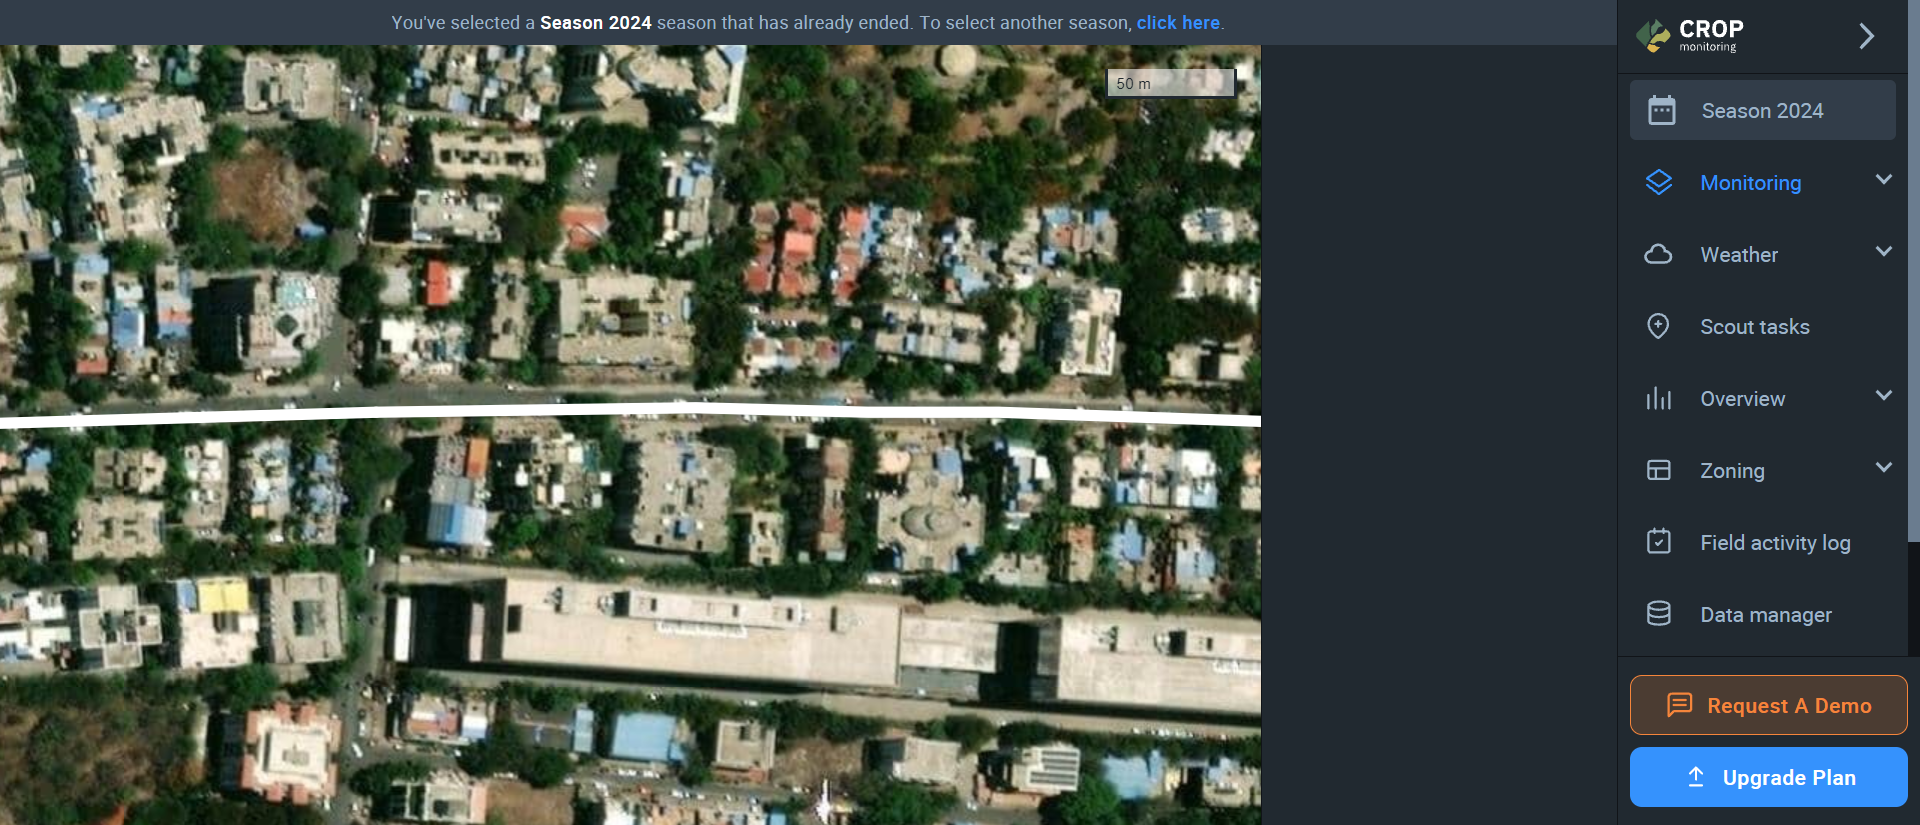 You've selected a Season 2024 season that has already ended. To select another season, click here.
50 m
CROP
monitoring
Season 2024
Monitoring
Weather
Scout tasks
Overview
Zoning
Field activity log
Data manager
Request A Demo
Upgrade Plan